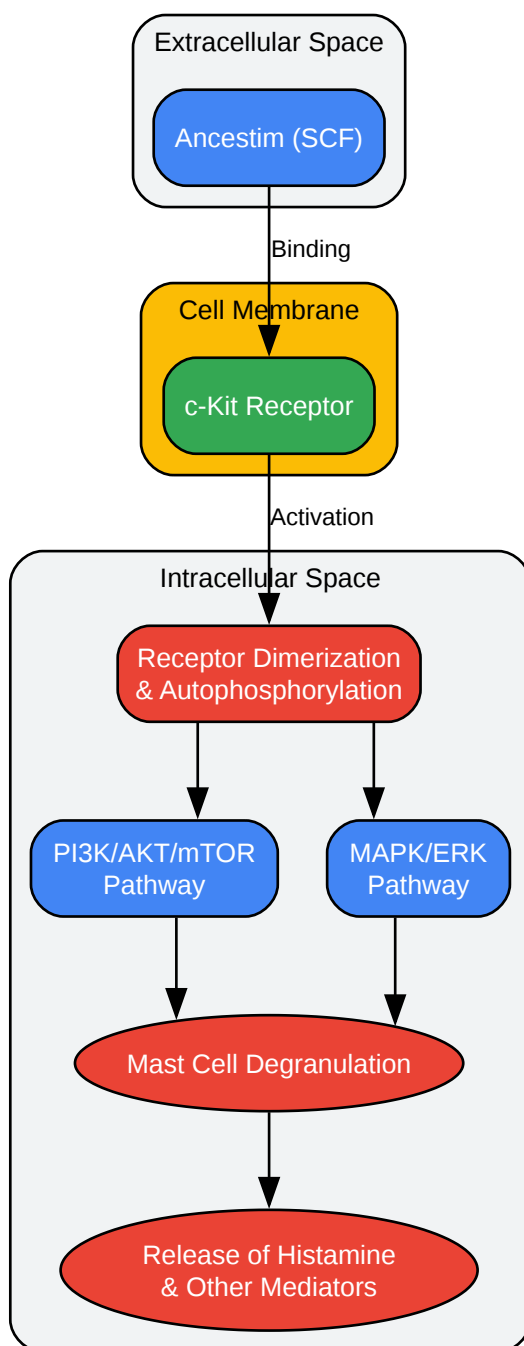 Extracellular Space
Ancestim (SCF)
Binding
Cell Membrane
c-Kit Receptor
Activation
Intracellular Space
Receptor Dimerization
& Autophosphorylation
PI3K/AKT/mTOR
Pathway
MAPK/ERK
Pathway
Mast Cell Degranulation
Release of Histamine
& Other Mediators